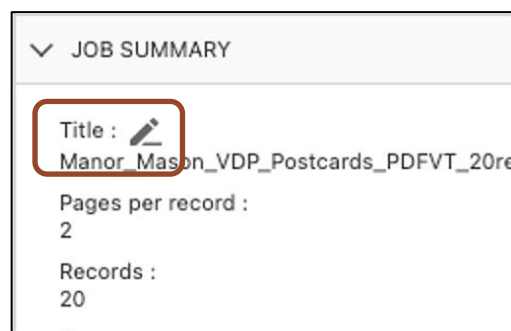 JOB SUMMARY
Title :
Manor_Mason_VDP_Postcards_PDFVT_20re
Pages per record :
2
Records :
20